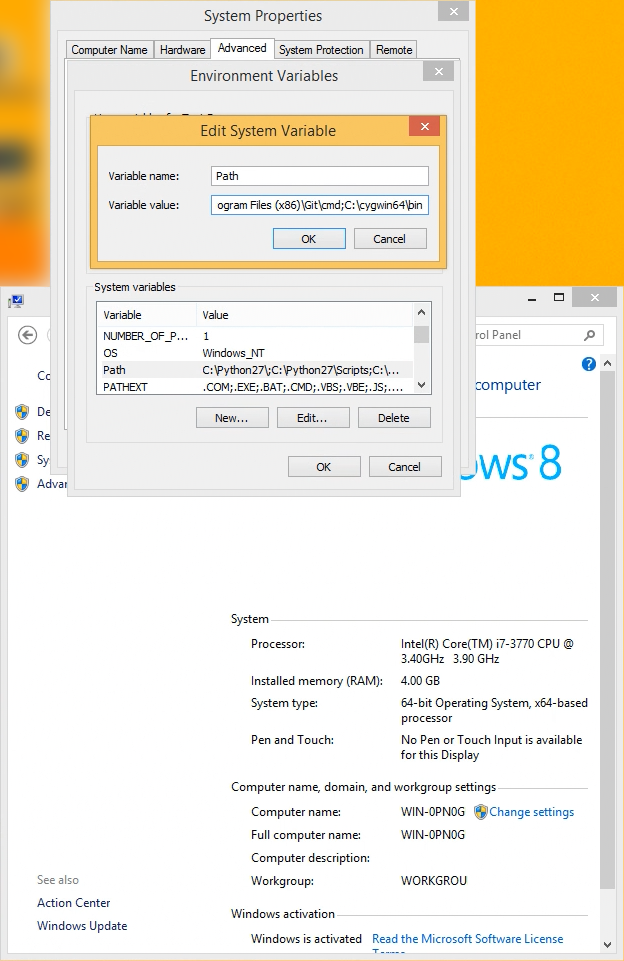 System Properties
Computer Name
Hardware
Advanced
System Protection
Remote
Environment Variables
Edit System Variable
Variable name:
Path
Variable value:
ogram Files (x86)\Git\cmd;C:\cygwin64\bin
OK
Cancel
System variables
Variable
Value
NUMBER_OF_P...
1
OS
Windows_NT
Path
C:\Python27\;C:\Python27\Scripts;C:\...
PATHEXT
.COM;.EXE;.BAT;.CMD;.VBS;.VBE;.JS;....
New...
Edit...
Delete
OK
Cancel
rol Panel
Co
computer
De
Re
Sy
Advar
ows 8
System
Processor:
Intel(R) Core(TM) i7-3770 CPU @
3.40GHz 3.90 GHz
Installed memory (RAM):
4.00 GB
System type:
64-bit Operating System, x64-based
processor
Pen and Touch:
No Pen or Touch Input is available
for this Display
Computer name, domain, and workgroup settings
Computer name:
WIN-0PN0G
Change settings
Full computer name:
WIN-0PN0G
Computer description:
Workgroup:
WORKGROU
See also
Action Center
Windows Update
Windows activation
Windows is activated
Read the Microsoft Software License
Terms